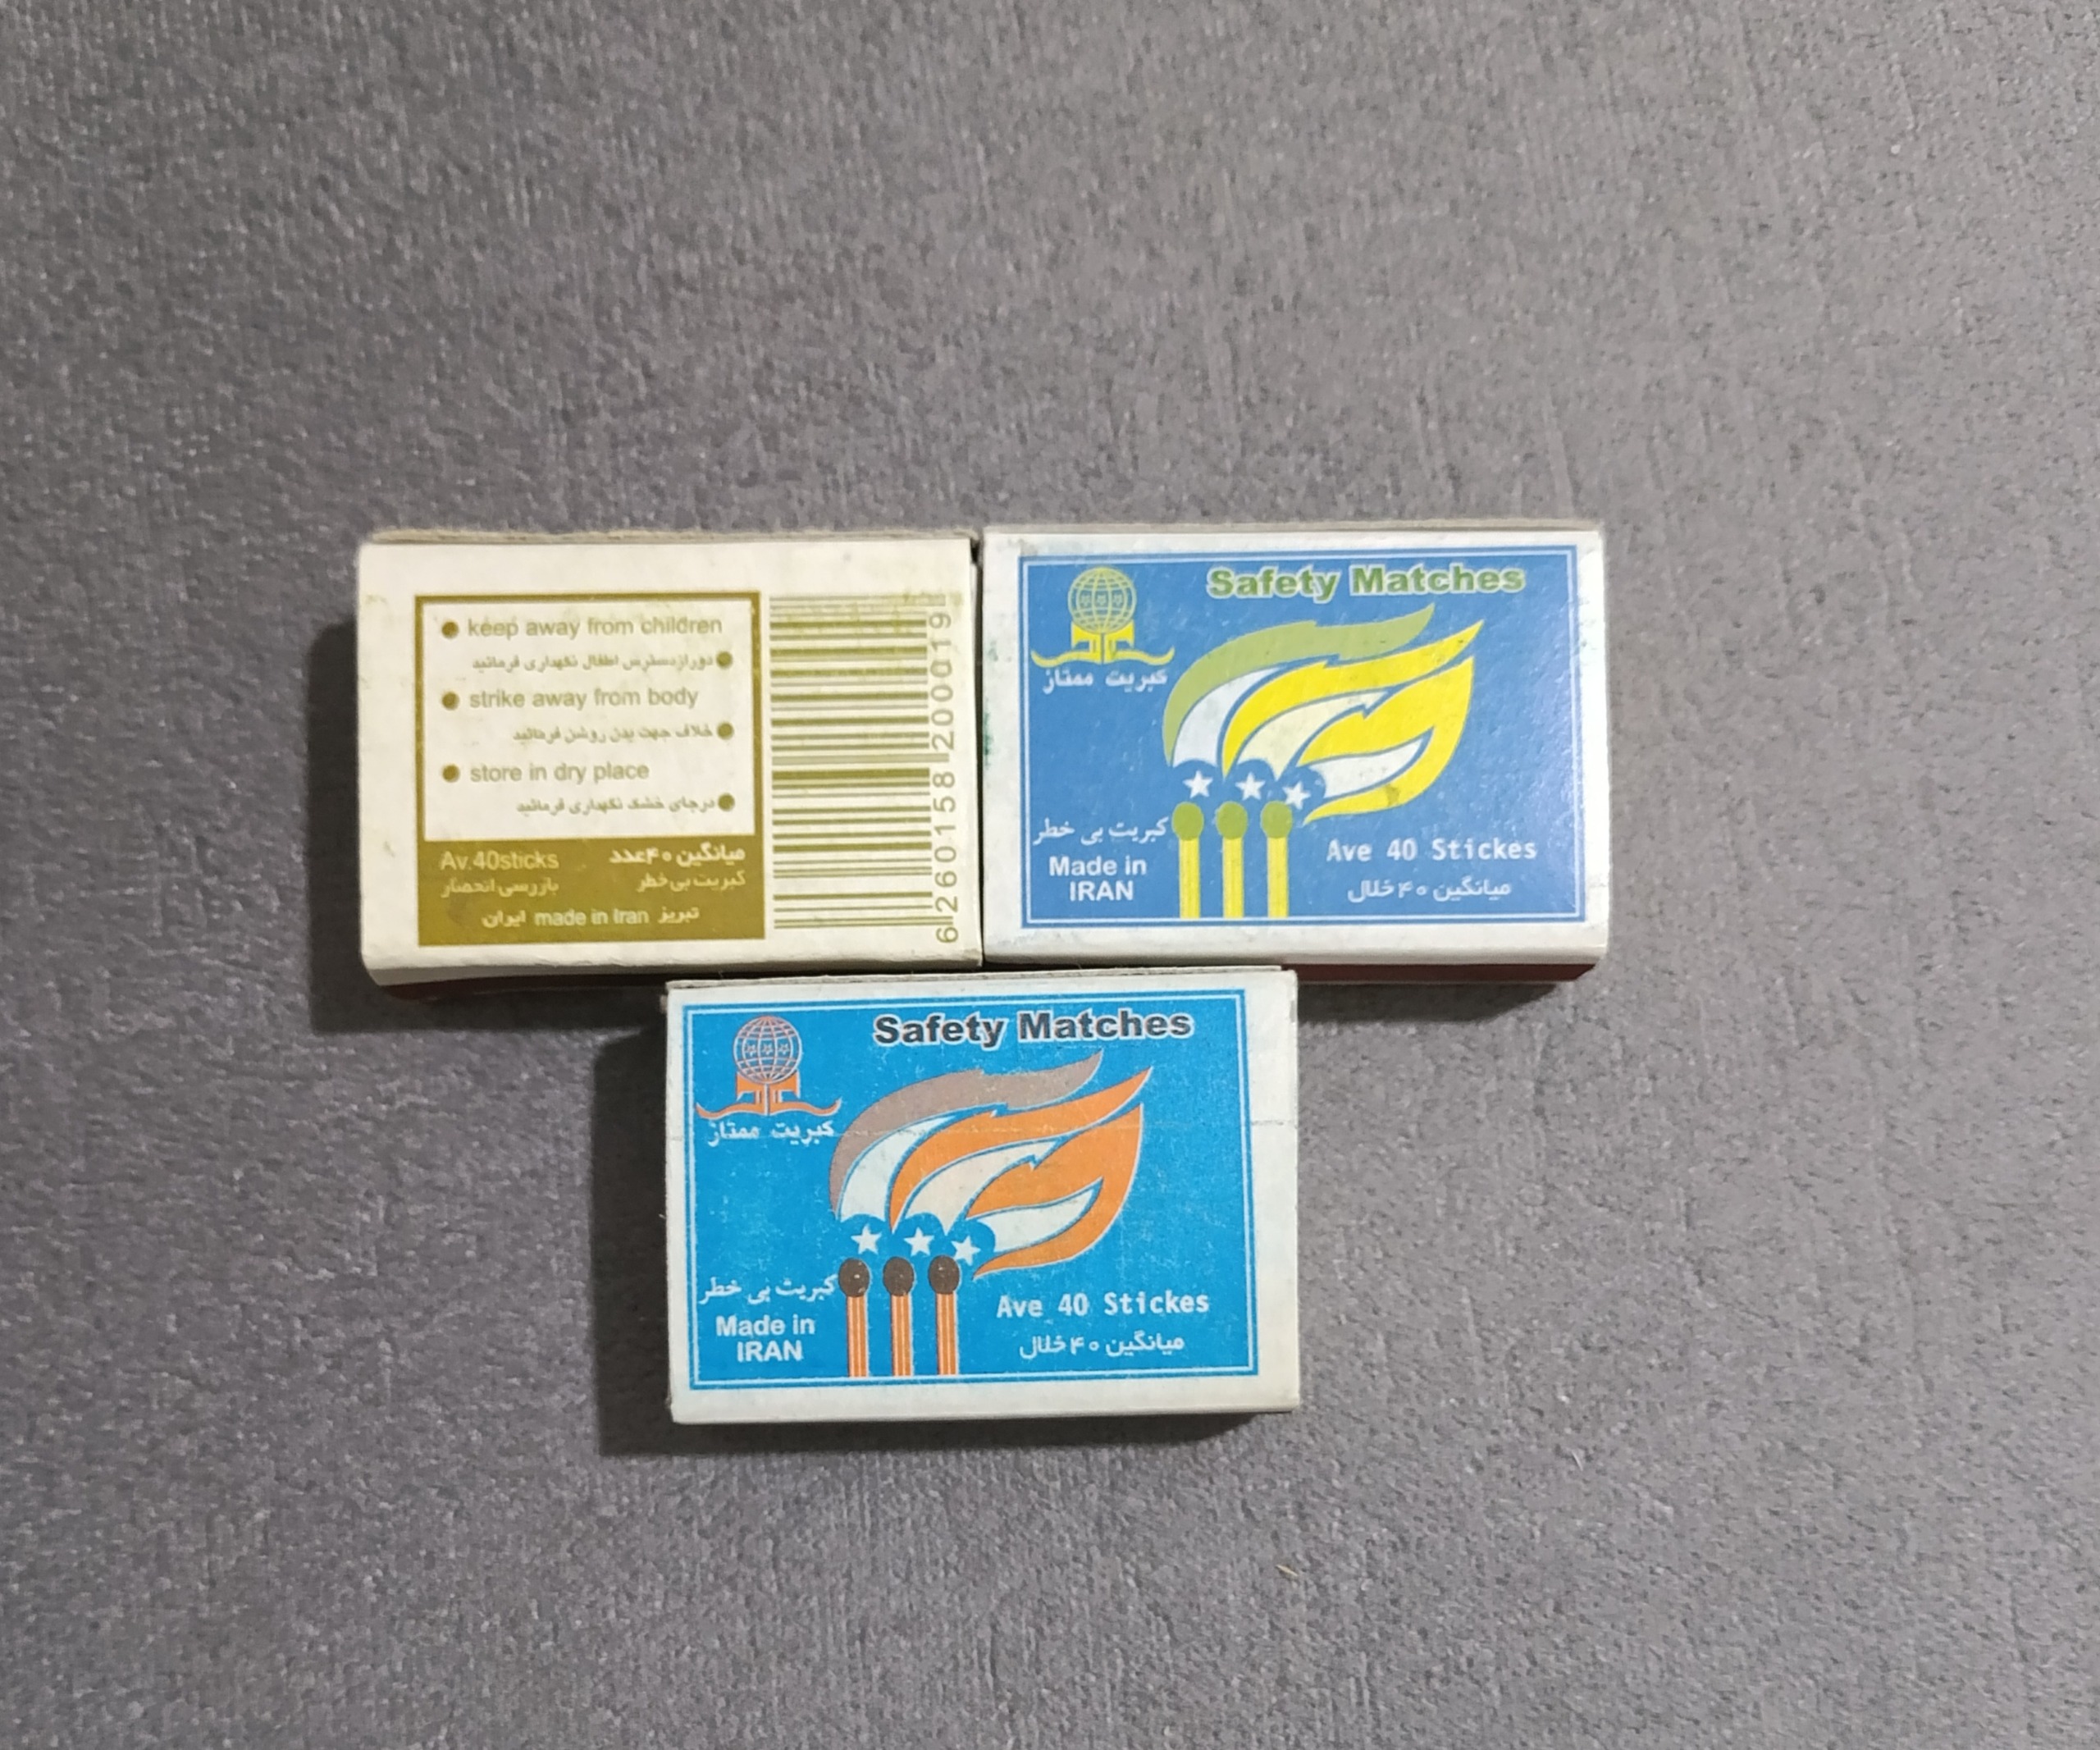 keep away from children
دور از دسترس اطفال نگهداری فرمائید
strike away from body
خلاف جهت بدن روشن فرمائید
store in dry place
درجای خشک نگهداری فرمائید
Av.40sticks
میانگین ۴۰عدد
بازرسی انحصار
کبریت بی خطر
تبریز made in Iran ایران
6260158200019
Safety Matches
کبریت ممتاز
کبریت بی خطر
Made in
IRAN
Ave 40 Stickes
میانگین ۴۰ خلال
Safety Matches
کبریت ممتاز
کبریت بی خطر
Made in
IRAN
Ave 40 Stickes
میانگین ۴۰ خلال